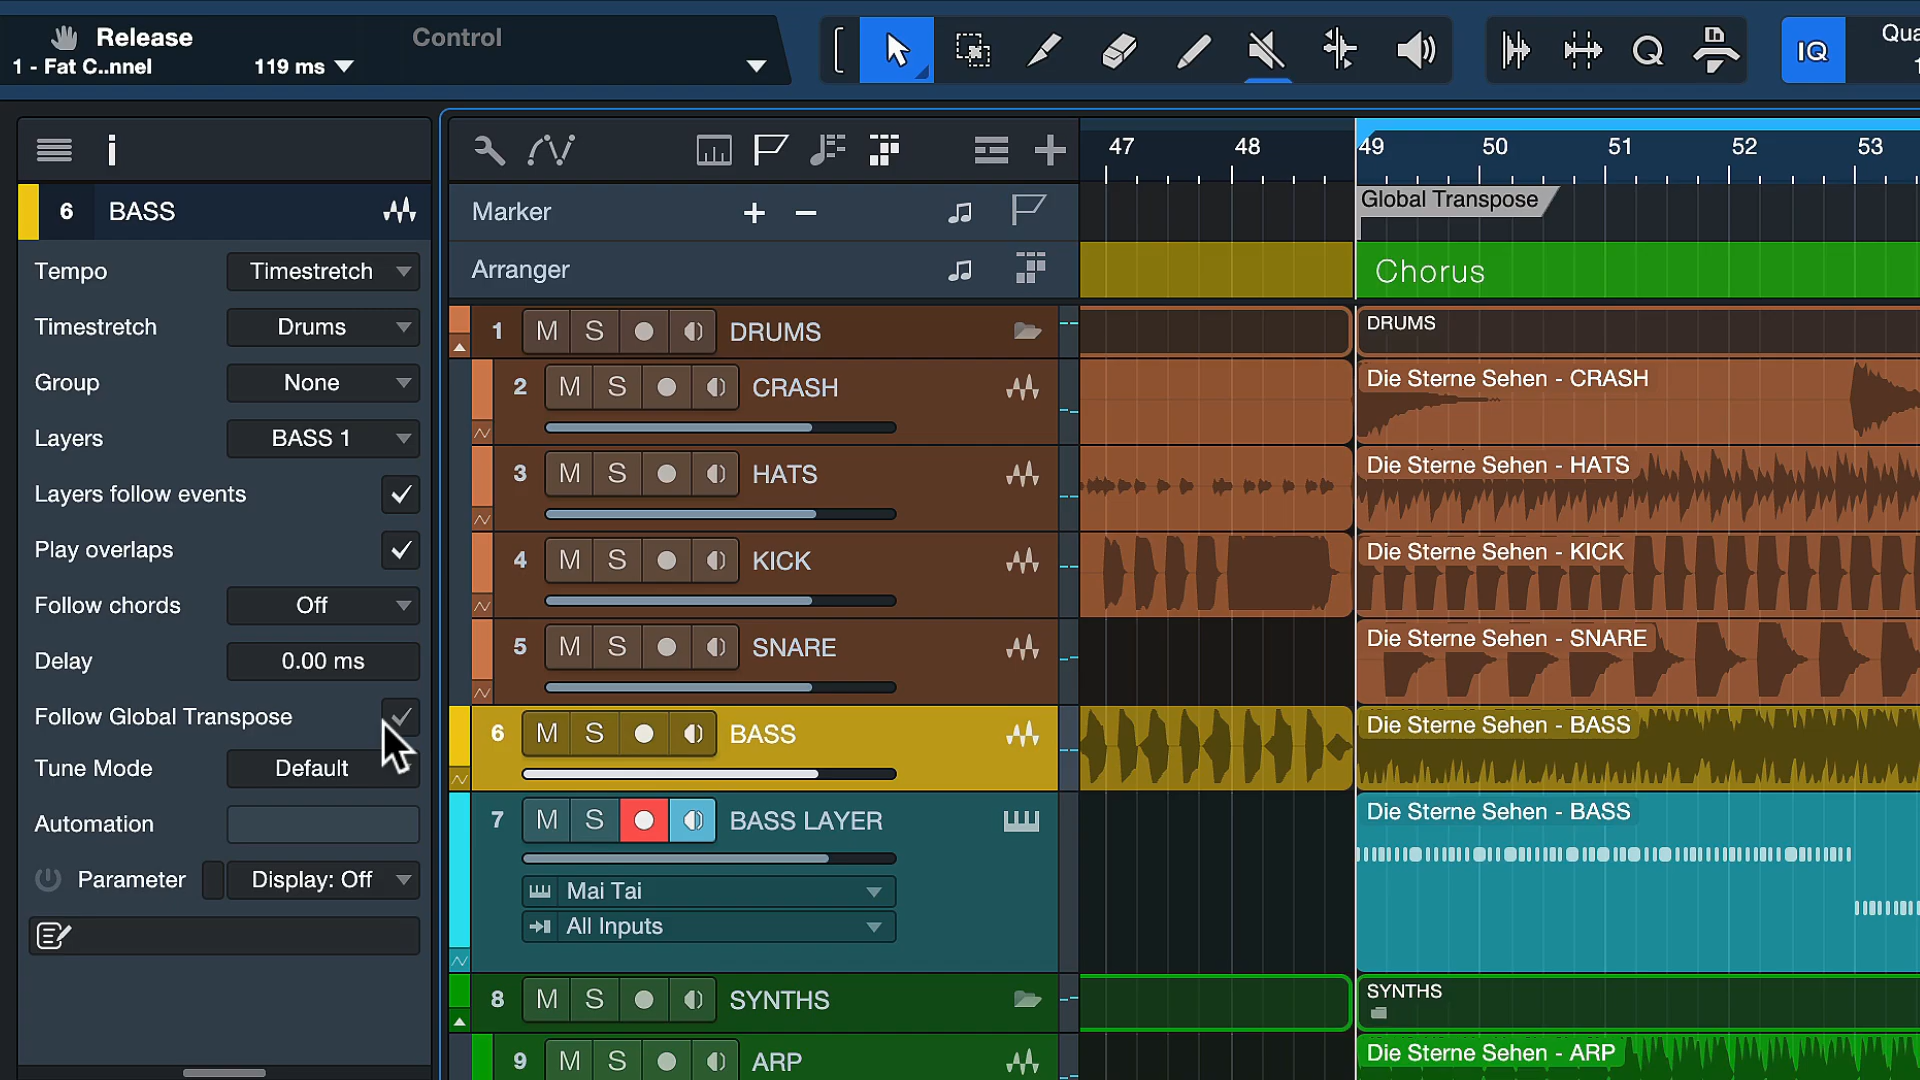 Release
Control
1 - Fat C..nnel
119 ms
IQ
Qua
i
47
48
49
50
51
52
53
6
BASS
Marker
Global Transpose
Tempo
Timestretch
Arranger
Chorus
Timestretch
Drums
1
M
S
DRUMS
DRUMS
Group
None
2
M
S
CRASH
Die Sterne Sehen - CRASH
Layers
BASS 1
3
M
S
HATS
Die Sterne Sehen - HATS
Layers follow events
Play overlaps
4
M
S
KICK
Die Sterne Sehen - KICK
Follow chords
Off
5
M
S
SNARE
Die Sterne Sehen - SNARE
Delay
0.00 ms
Follow Global Transpose
6
M
S
BASS
Die Sterne Sehen - BASS
Tune Mode
Default
Automation
7
M
S
BASS LAYER
Die Sterne Sehen - BASS
Parameter
Display: Off
Mai Tai
All Inputs
8
M
S
SYNTHS
SYNTHS
9
M
S
ARP
Die Sterne Sehen - ARP